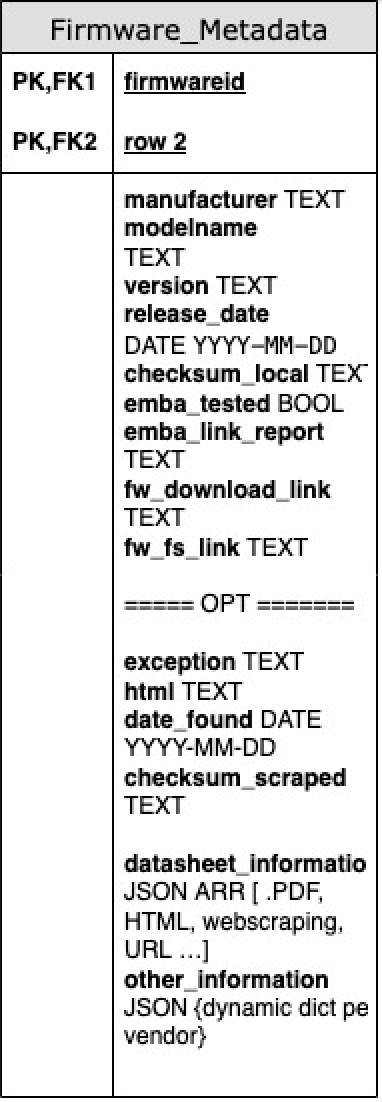 Firmware_Metadata
PK,FK1 firmwareid
PK,FK2 row 2
manufacturer TEXT
modelname
TEXT
version TEXT
release_date
DATE YYYY–MM–DD
checksum_local TEXT
emba_tested BOOL
emba_link_report
TEXT
fw_download_link
TEXT
fw_fs_link TEXT
===== OPT =======
exception TEXT
html TEXT
date_found DATE
YYYY-MM-DD
checksum_scraped
TEXT
datasheet_informatio
JSON ARR [ .PDF,
HTML, webscraping,
URL ...]
other_information
JSON {dynamic dict pe
vendor}